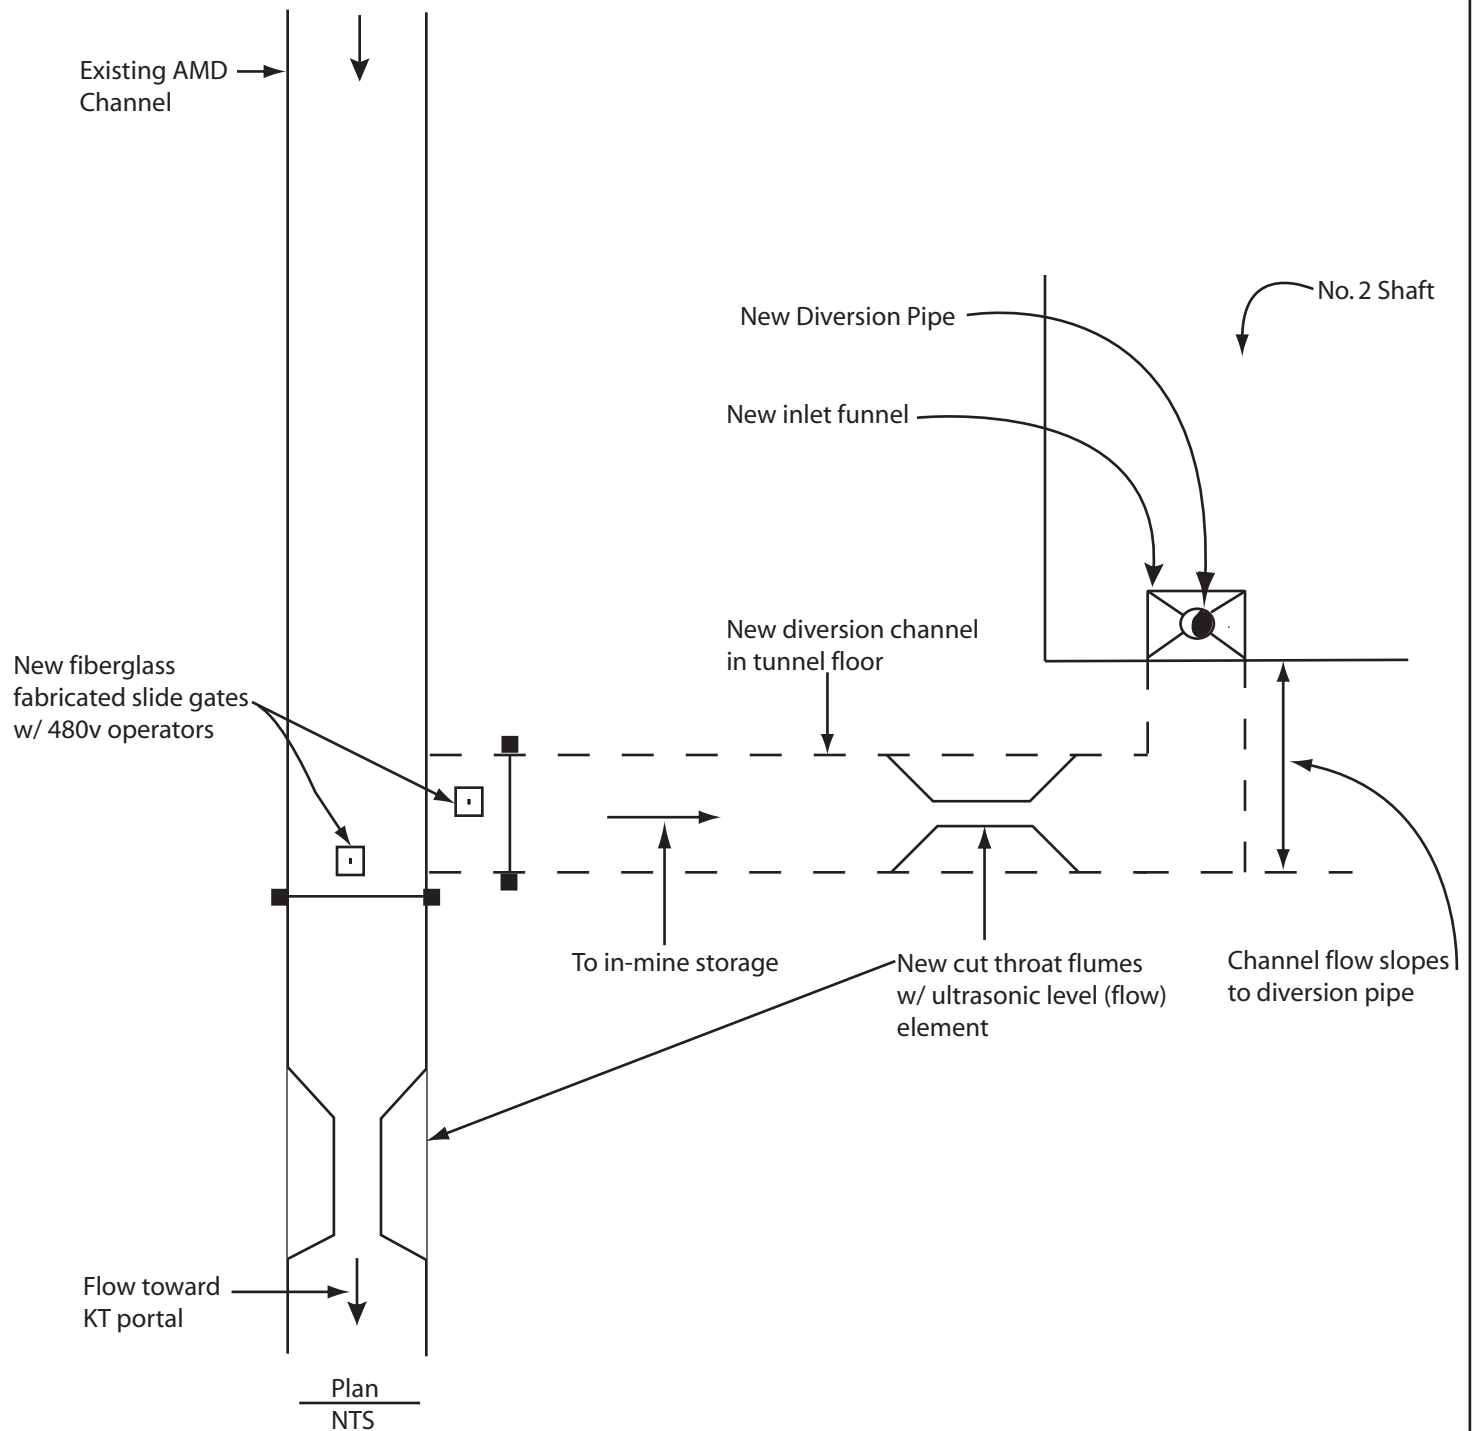 Existing AMD
Channel
No. 2 Shaft
New Diversion Pipe
New inlet funnel
New diversion channel
in tunnel floor
New fiberglass
fabricated slide gates
w/ 480v operators
To in-mine storage
New cut throat flumes
w/ ultrasonic level (flow)
element
Channel flow slopes
to diversion pipe
Flow toward
KT portal
Plan
NTS